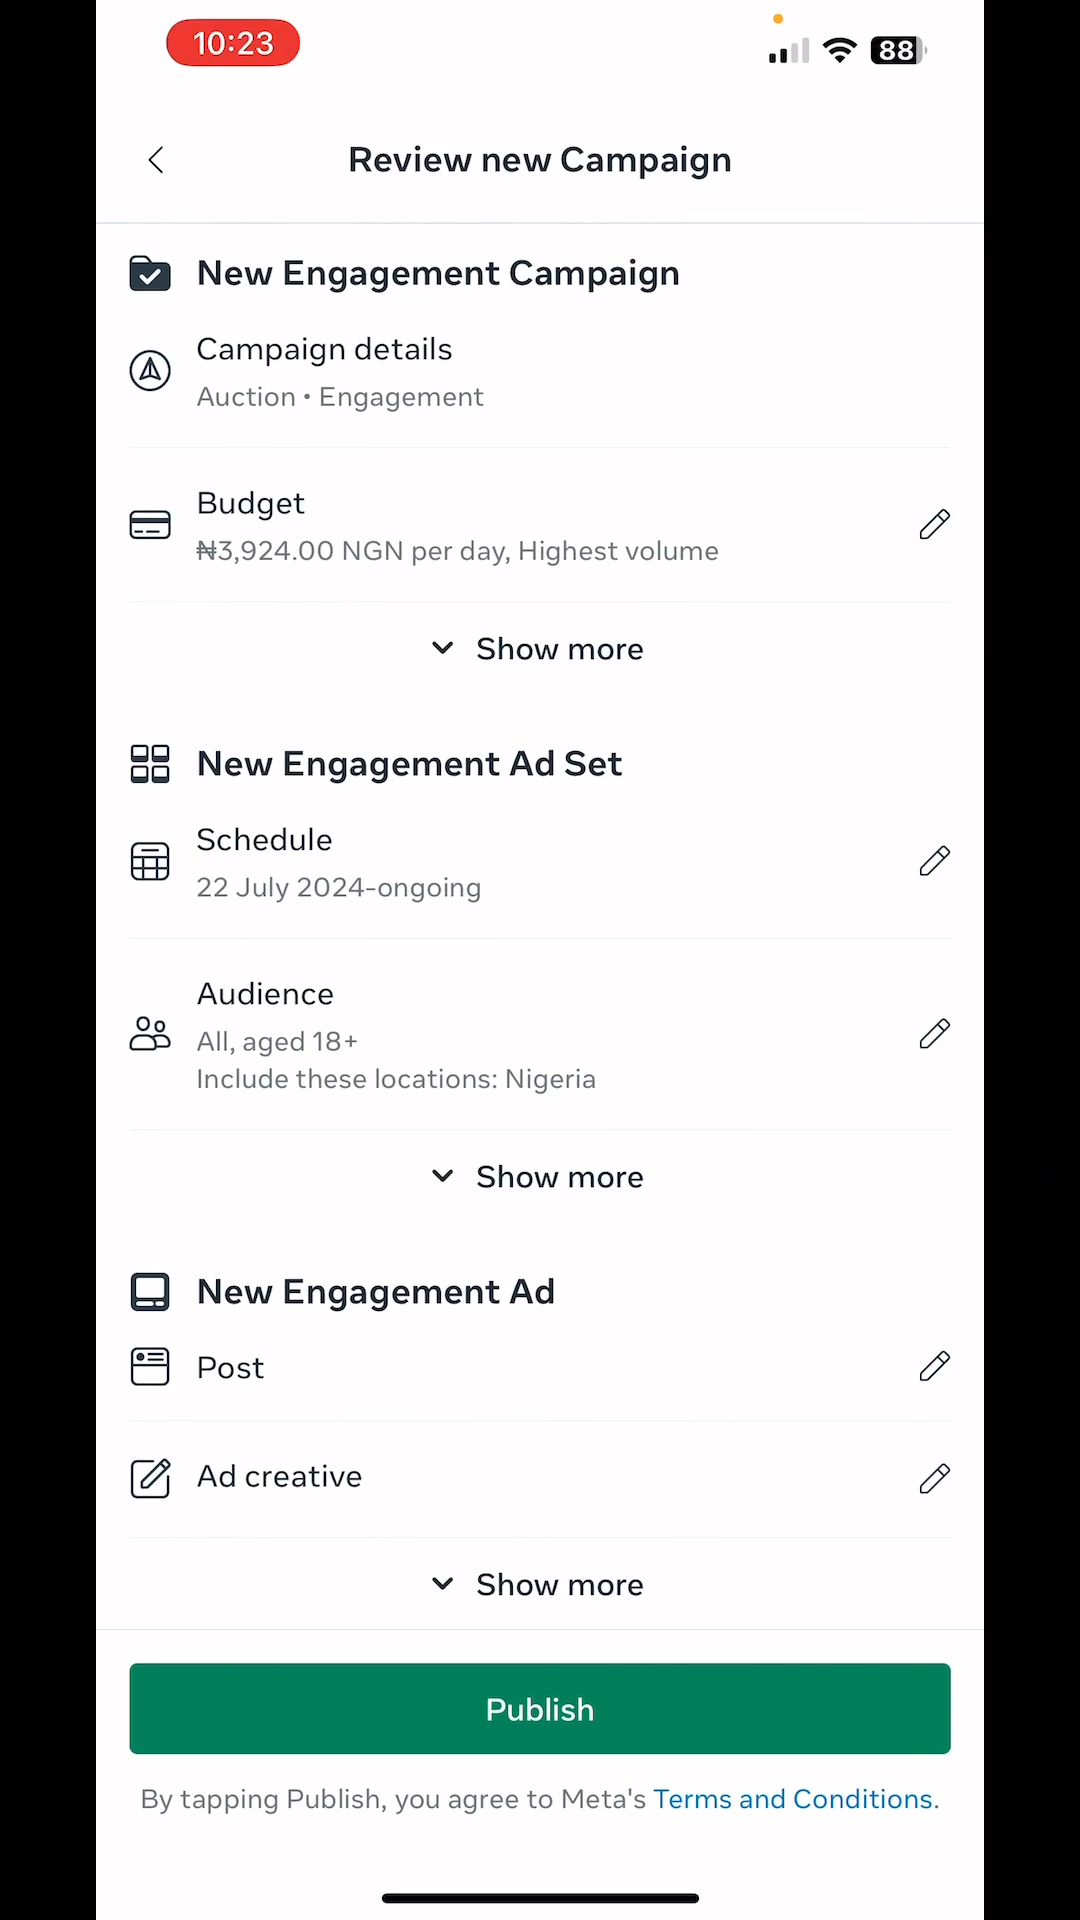 10:23
88
Review new Campaign
New Engagement Campaign
Campaign details
Auction • Engagement
Budget
₦3,924.00 NGN per day, Highest volume
Show more
New Engagement Ad Set
Schedule
22 July 2024-ongoing
Audience
All, aged 18+
Include these locations: Nigeria
Show more
New Engagement Ad
Post
Ad creative
Show more
Publish
By tapping Publish, you agree to Meta's Terms and Conditions.